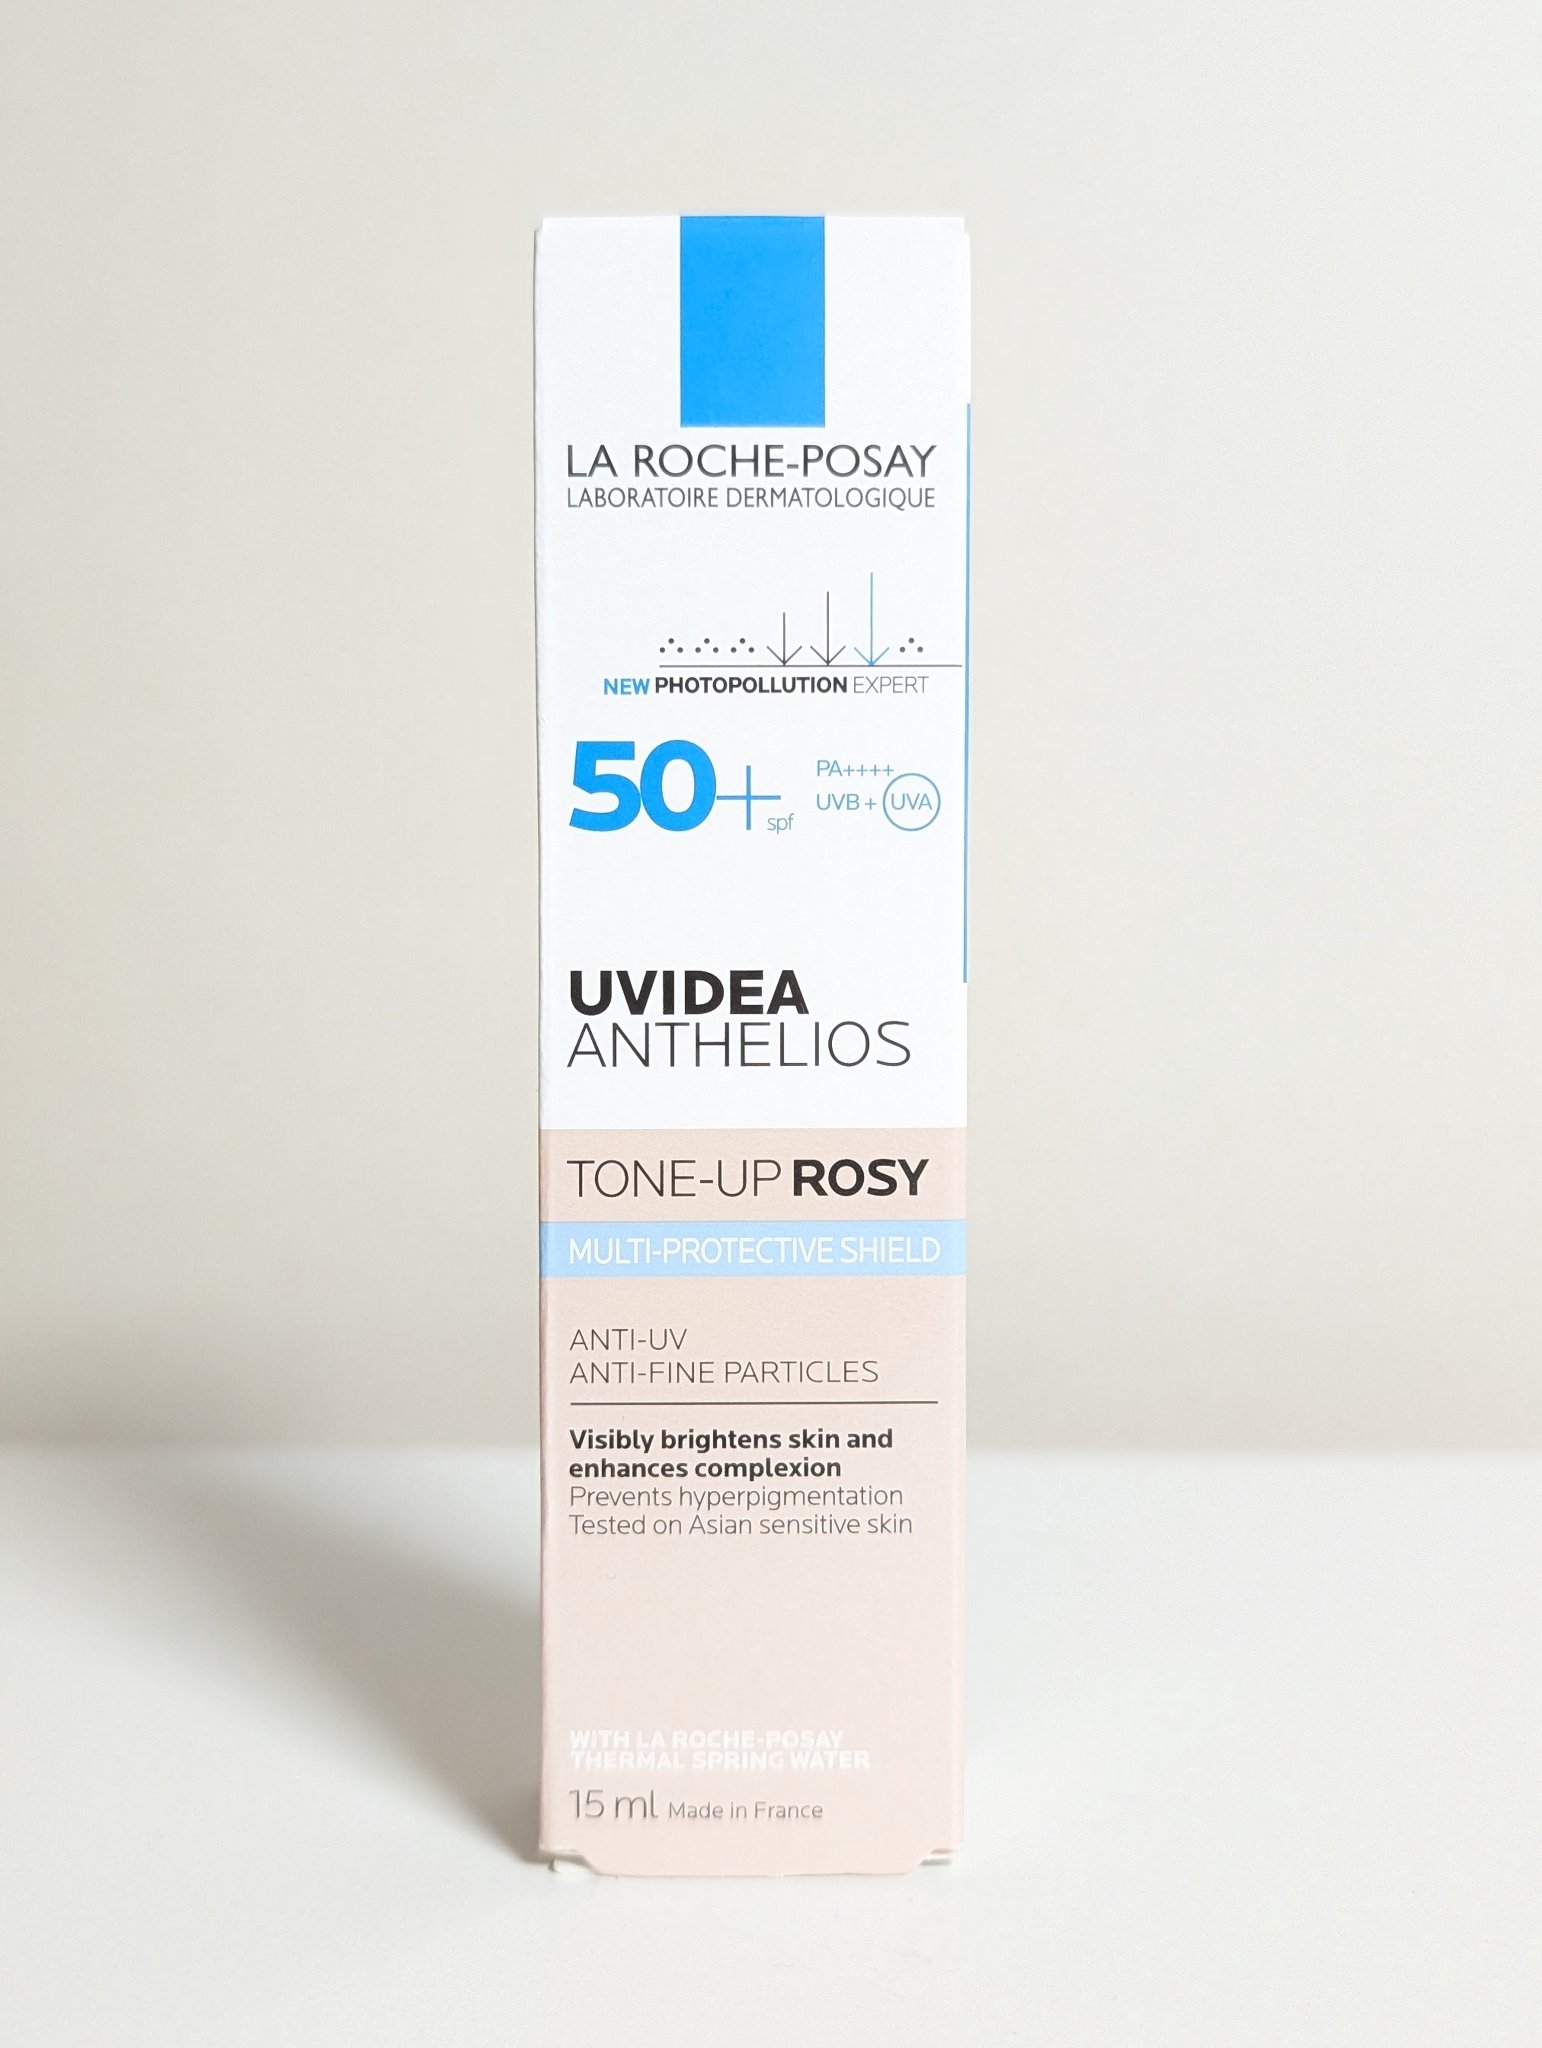 LA ROCHE-POSAY
LABORATOIRE DERMATOLOGIQUE
NEW PHOTOPOLLUTION EXPERT
50+ spf
PA++++
UVB + UVA
UVIDEA
ANTHELIOS
TONE-UP ROSY
MULTI-PROTECTIVE SHIELD
ANTI-UV
ANTI-FINE PARTICLES
Visibly brightens skin and
enhances complexion
Prevents hyperpigmentation
Tested on Asian sensitive skin
WITH LA ROCHE-POSAY
THERMAL SPRING WATER
15 ml Made in France